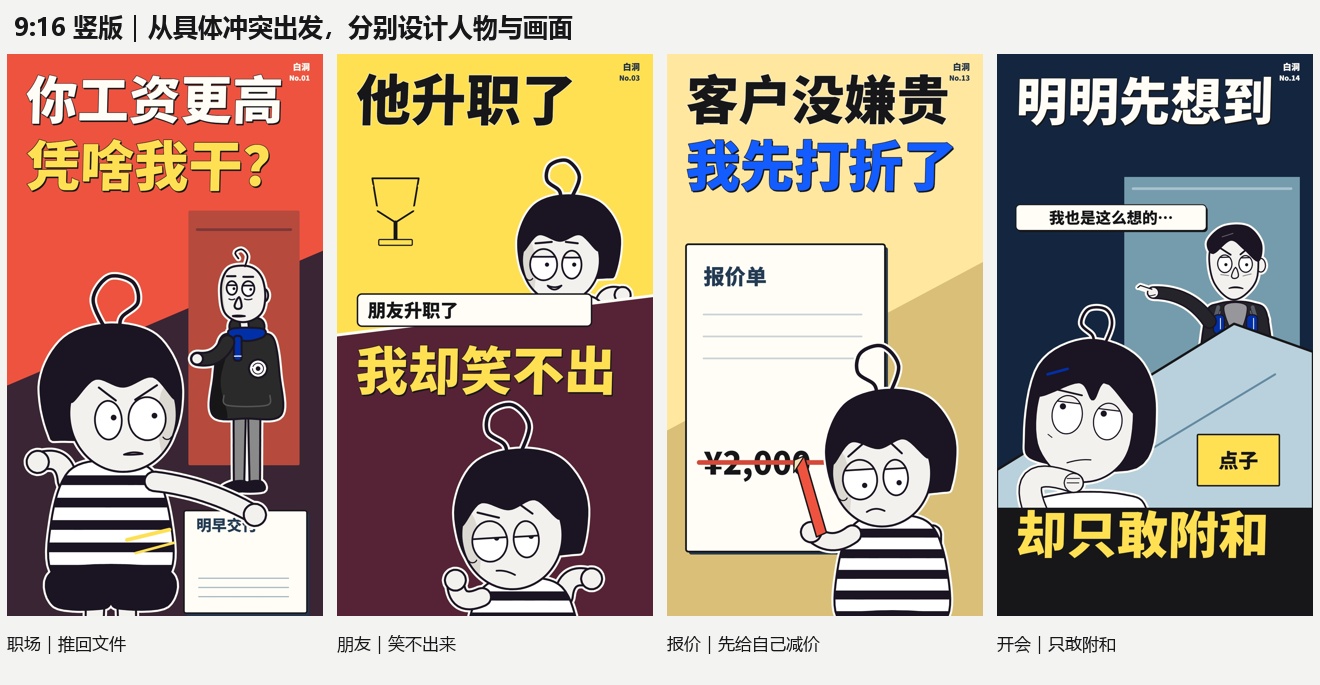 9:16 竖版｜从具体冲突出发，分别设计人物与画面
白洞
No.01
你工资更高
凭啥我干？
明早交付
职场｜推回文件
白洞
No.03
他升职了
朋友升职了
我却笑不出
朋友｜笑不出来
白洞
No.13
客户没嫌贵
我先打折了
报价单
¥2,000
报价｜先给自己减价
白洞
No.14
明明先想到
我也是这么想的…
点子
却只敢附和
开会｜只敢附和